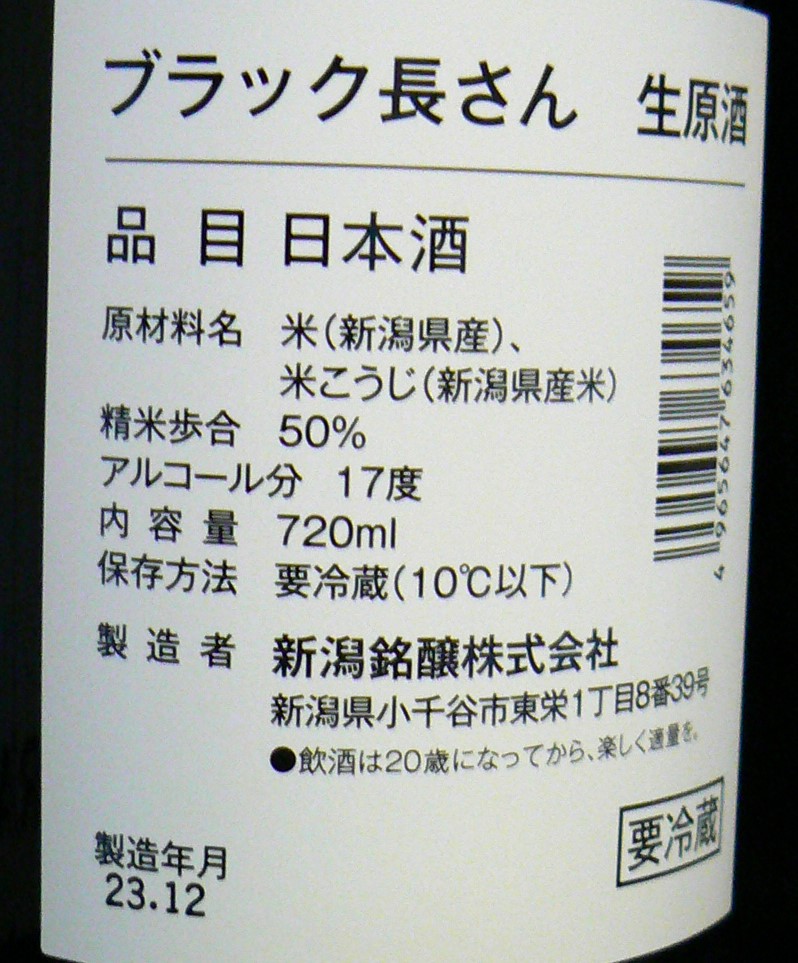 ブラック長さん 生原酒
品 目 日本酒
原材料名 米(新潟県産)、
米こうじ(新潟県産米)
精米歩合 50%
アルコール分 17度
内 容 量 720ml
保存方法 要冷蔵(10℃以下)
製 造 者 新潟銘醸株式会社
新潟県小千谷市東栄1丁目8番39号
●飲酒は20歳になってから、楽しく適量を。
要冷蔵
製造年月
23.12
4 965647 634659